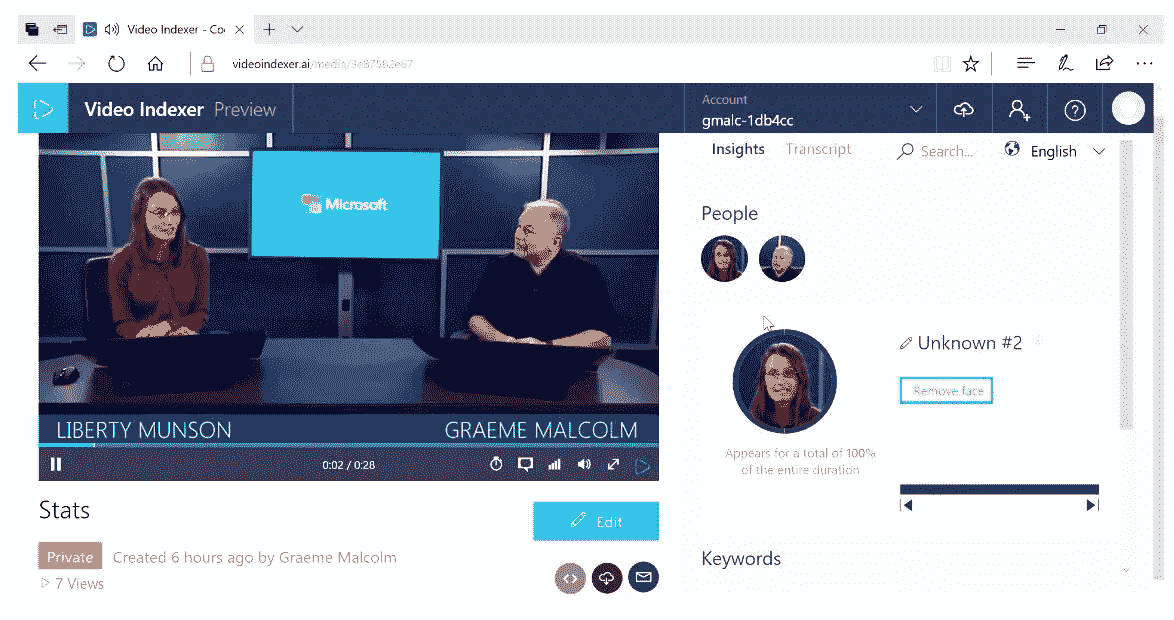 Video Indexer - Co
videoindexer.ai/media/3e87582e67
Video Indexer Preview
Account
gmalc-1db4cc
Microsoft
LIBERTY MUNSON
GRAEME MALCOLM
0:02 / 0:28
Stats
Edit
Private
Created 6 hours ago by Graeme Malcolm
7 Views
Insights Transcript Search... English
People
Unknown #2
Remove face
Appears for a total of 100%
of the entire duration
Keywords